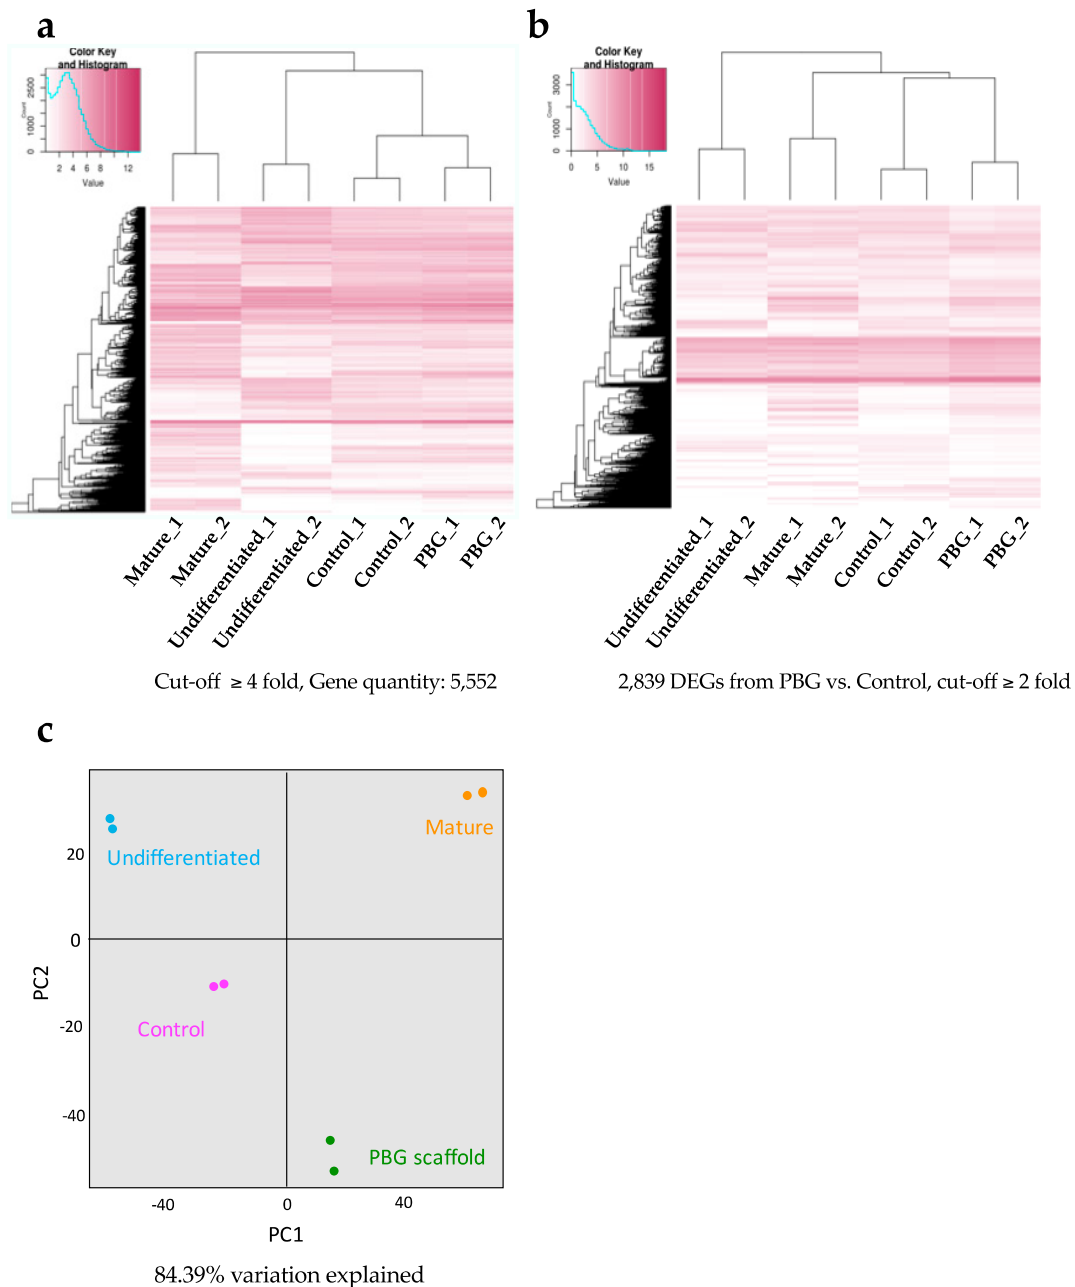 a
Color Key
and Histogram
Count
0
1000
2500
2 4 6 8 12
Value
Mature_1
Mature_2
Undifferentiated_1
Undifferentiated_2
Control_1
Control_2
PBG_1
PBG_2
Cut-off ≥ 4 fold, Gene quantity: 5,552
b
Color Key
and Histogram
Count
0
1000
3000
0 5 10 15
Value
Undifferentiated_1
Undifferentiated_2
Mature_1
Mature_2
Control_1
Control_2
PBG_1
PBG_2
2,839 DEGs from PBG vs. Control, cut-off ≥ 2 fold
c
Mature
Undifferentiated
Control
PBG scaffold
20
0
-20
-40
PC2
-40 0 40
PC1
84.39% variation explained